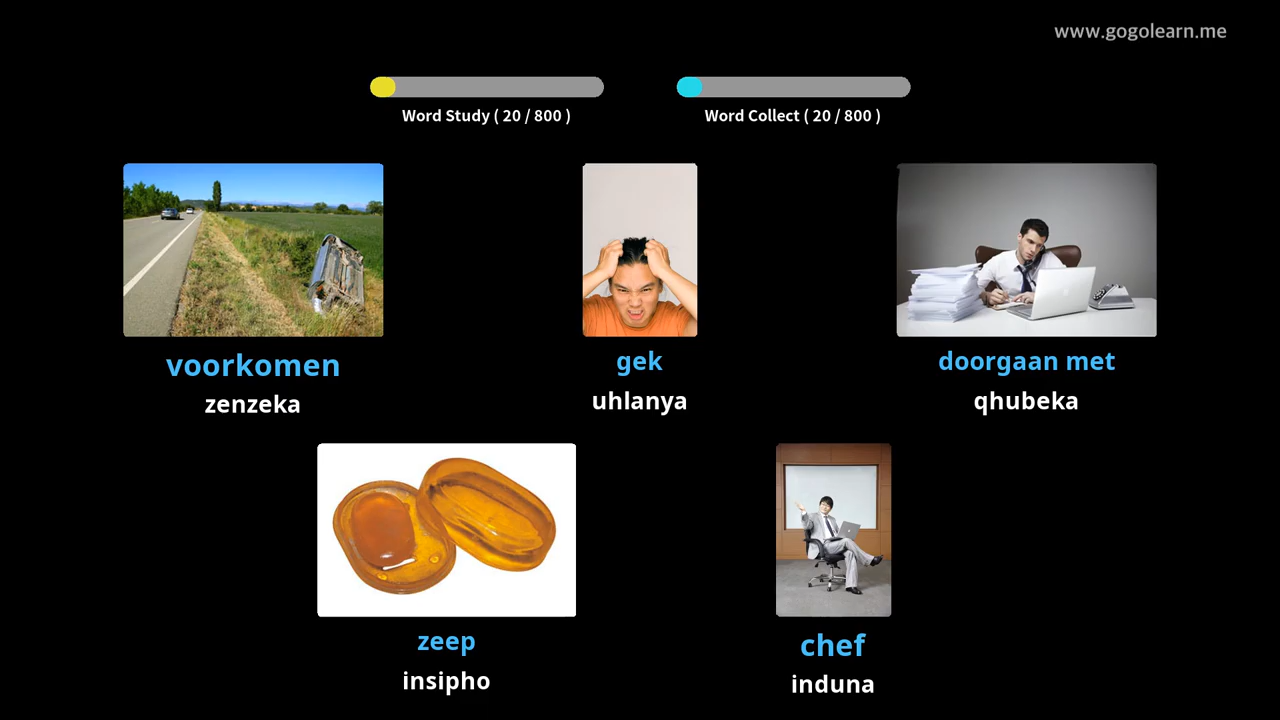 www.gogolearn.me
Word Study ( 20 / 800 )
Word Collect ( 20 / 800 )
voorkomen
zenzeka
gek
uhlanya
doorgaan met
qhubeka
zeep
insipho
chef
induna